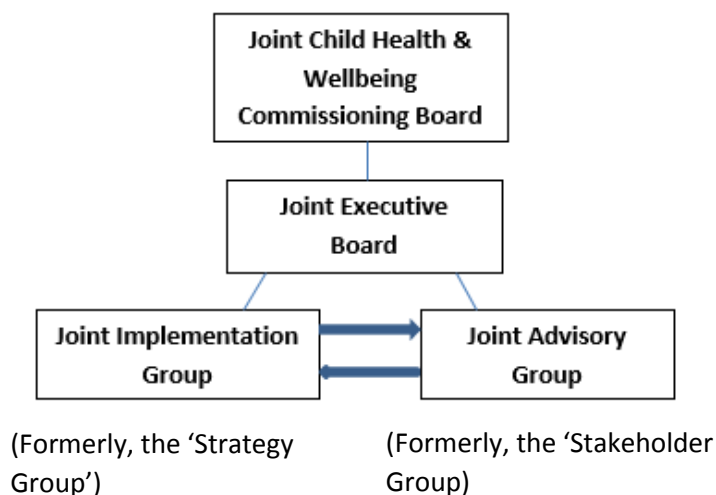 Joint Child Health &
Wellbeing
Commissioning Board
Joint Executive
Board
Joint Implementation
Group
Joint Advisory
Group
(Formerly, the ‘Strategy
Group’)
(Formerly, the ‘Stakeholder
Group)